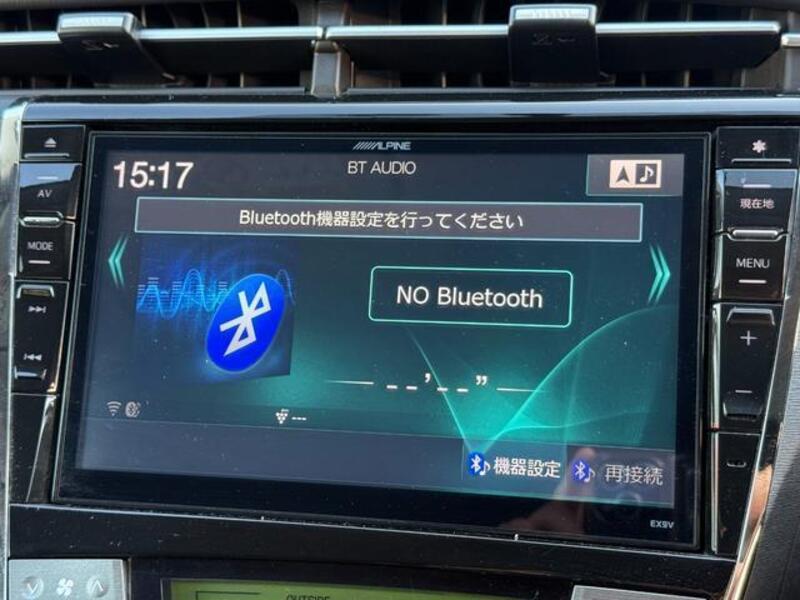 ALPINE
BT AUDIO
15:17
AV
現在地
Bluetooth機器設定を行ってください
MODE
MENU
NO Bluetooth
--'--"
---
機器設定
再接続
EX9V
OUTSIDE